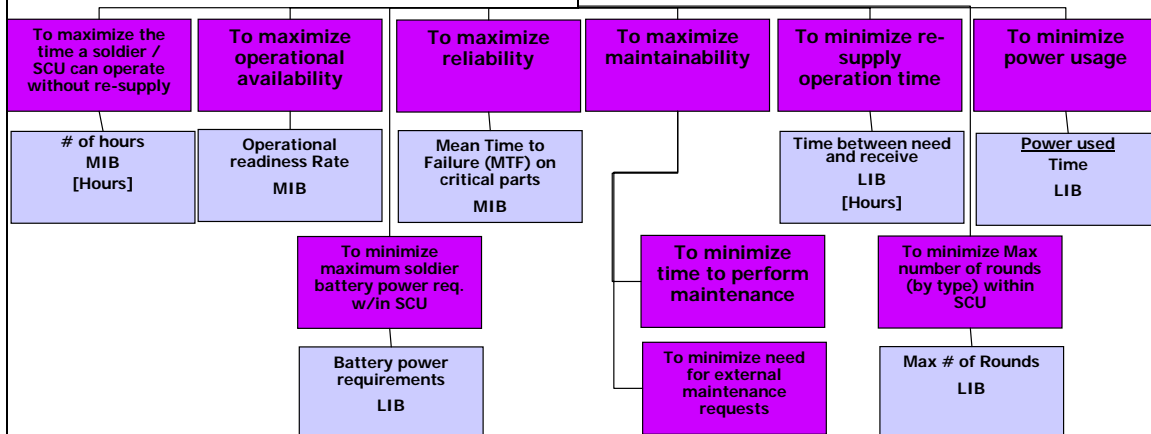 To maximize the
time a soldier /
SCU can operate
without re-supply
To maximize
operational
availability
To maximize
reliability
To maximize
maintainability
To minimize re-
supply
operation time
To minimize
power usage
# of hours
MIB
[Hours]
Operational
readiness Rate
MIB
Mean Time to
Failure (MTF) on
critical parts
MIB
Time between need
and receive
LIB
[Hours]
Power used
Time
LIB
To minimize
maximum soldier
battery power req.
w/in SCU
To minimize
time to perform
maintenance
To minimize Max
number of rounds
(by type) within
SCU
Battery power
requirements
LIB
To minimize need
for external
maintenance
requests
Max # of Rounds
LIB